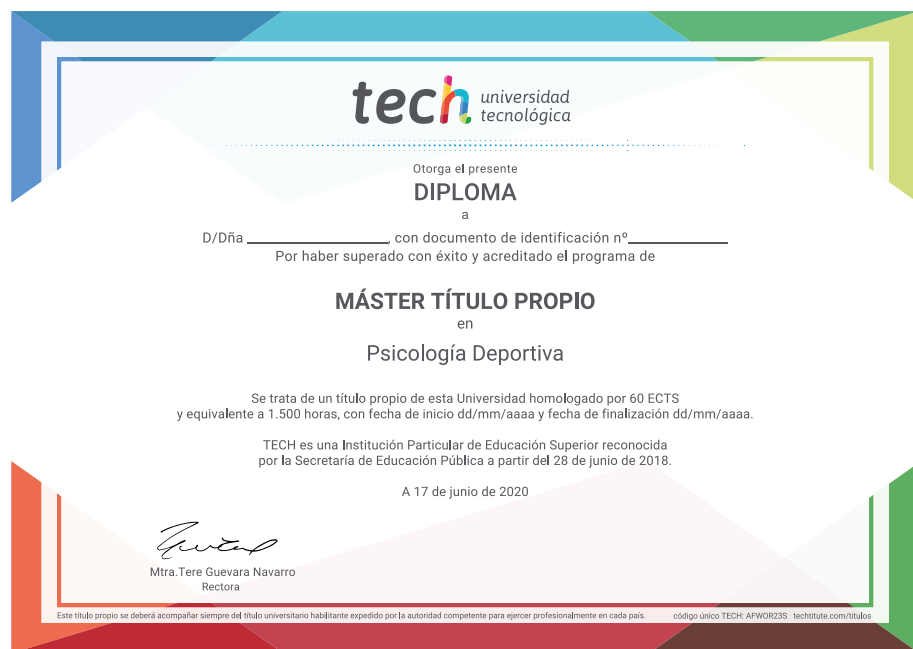 tech universidad
tecnológica
Otorga el presente
DIPLOMA
a
D/Dña ____________________, con documento de identificación nº______________
Por haber superado con éxito y acreditado el programa de
MÁSTER TÍTULO PROPIO
en
Psicología Deportiva
Se trata de un título propio de esta Universidad homologado por 60 ECTS
y equivalente a 1.500 horas, con fecha de inicio dd/mm/aaaa y fecha de finalización dd/mm/aaaa.
TECH es una Institución Particular de Educación Superior reconocida
por la Secretaría de Educación Pública a partir del 28 de junio de 2018.
A 17 de junio de 2020
Mtra.Tere Guevara Navarro
Rectora
Este título propio se deberá acompañar siempre del título universitario habilitante expedido por la autoridad competente para ejercer profesionalmente en cada país. código único TECH: AFWOR23S techtitute.com/titulos